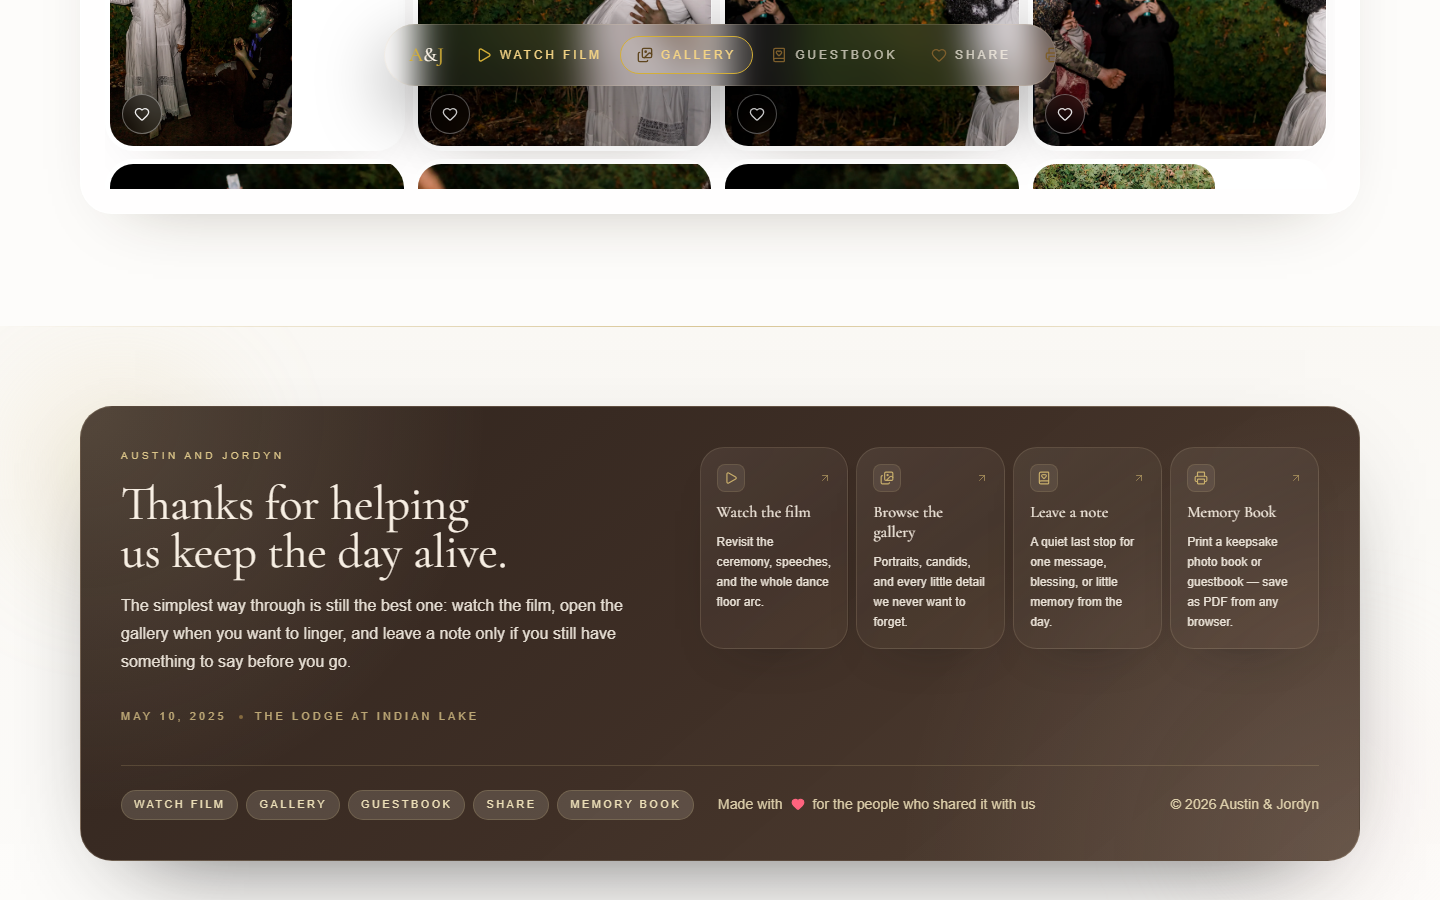 A&J
WATCH FILM
GALLERY
GUESTBOOK
SHARE
AUSTIN AND JORDYN
Thanks for helping
us keep the day alive.
The simplest way through is still the best one: watch the film, open the
gallery when you want to linger, and leave a note only if you still have
something to say before you go.
MAY 10, 2025 • THE LODGE AT INDIAN LAKE
Watch the film
Revisit the
ceremony, speeches,
and the whole dance
floor arc.
Browse the
gallery
Portraits, candids,
and every little detail
we never want to
forget.
Leave a note
A quiet last stop for
one message,
blessing, or little
memory from the
day.
Memory Book
Print a keepsake
photo book or
guestbook — save
as PDF from any
browser.
WATCH FILM
GALLERY
GUESTBOOK
SHARE
MEMORY BOOK
Made with ♥ for the people who shared it with us
© 2026 Austin & Jordyn